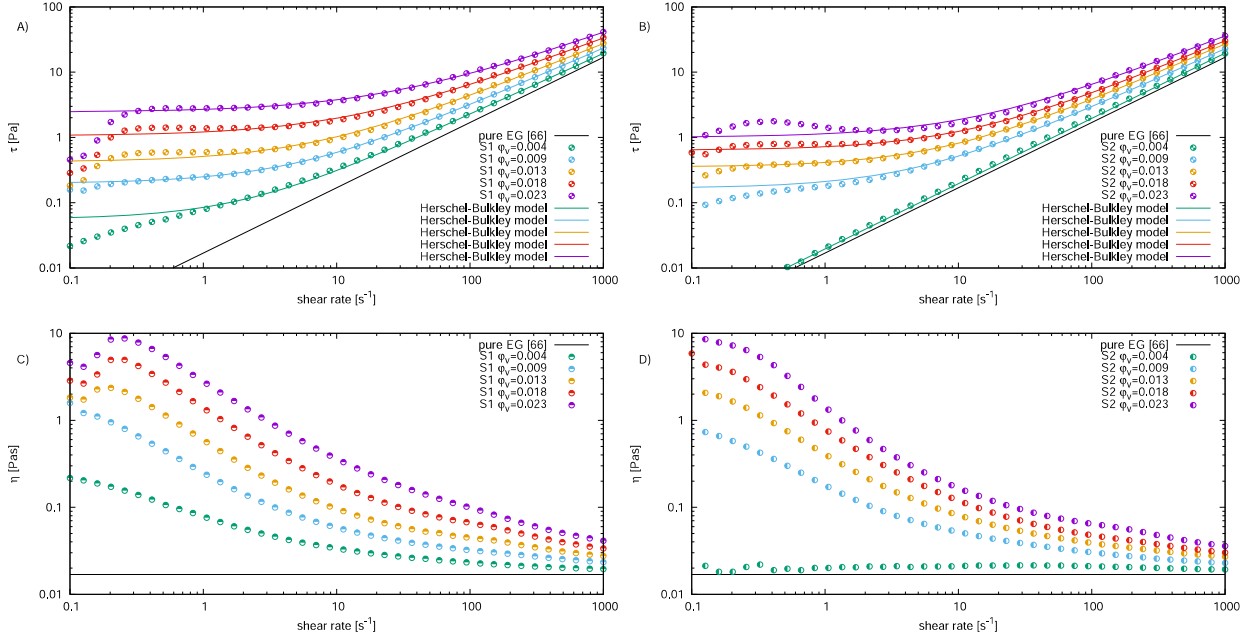 A)
100
10
1
0.1
0.01
τ [Pa]
0.1
1
10
100
1000
shear rate [s⁻¹]
pure EG [66]
S1 φᵥ=0.004
S1 φᵥ=0.009
S1 φᵥ=0.013
S1 φᵥ=0.018
S1 φᵥ=0.023
Herschel-Bulkley model
Herschel-Bulkley model
Herschel-Bulkley model
Herschel-Bulkley model
Herschel-Bulkley model
B)
100
10
1
0.1
0.01
τ [Pa]
0.1
1
10
100
1000
shear rate [s⁻¹]
pure EG [66]
S2 φᵥ=0.004
S2 φᵥ=0.009
S2 φᵥ=0.013
S2 φᵥ=0.018
S2 φᵥ=0.023
Herschel-Bulkley model
Herschel-Bulkley model
Herschel-Bulkley model
Herschel-Bulkley model
Herschel-Bulkley model
C)
10
1
0.1
0.01
η [Pas]
0.1
1
10
100
1000
shear rate [s⁻¹]
pure EG [66]
S1 φᵥ=0.004
S1 φᵥ=0.009
S1 φᵥ=0.013
S1 φᵥ=0.018
S1 φᵥ=0.023
D)
10
1
0.1
0.01
η [Pas]
0.1
1
10
100
1000
shear rate [s⁻¹]
pure EG [66]
S2 φᵥ=0.004
S2 φᵥ=0.009
S2 φᵥ=0.013
S2 φᵥ=0.018
S2 φᵥ=0.023